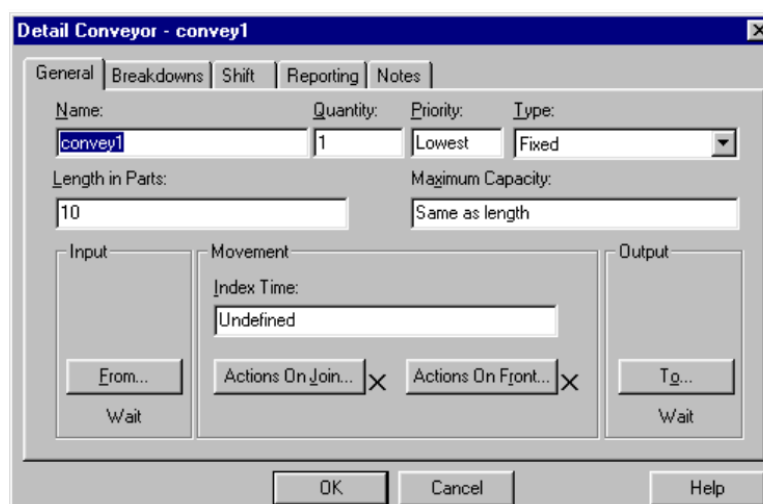 Detail Conveyor - convey1
General Breakdowns Shift Reporting Notes
Name: Quantity: Priority: Type:
convey1 1 Lowest Fixed
Length in Parts: Maximum Capacity:
10 Same as length
Input Movement Output
Index Time:
Undefined
From... Actions On Join... Actions On Front... To...
Wait Wait
OK Cancel Help